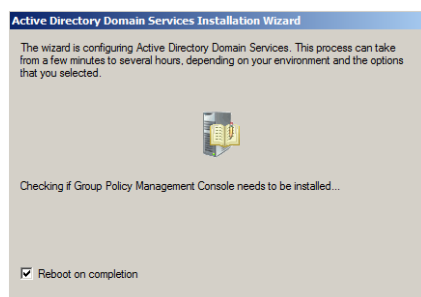 Active Directory Domain Services Installation Wizard
The wizard is configuring Active Directory Domain Services. This process can take
from a few minutes to several hours, depending on your environment and the options
that you selected.
Checking if Group Policy Management Console needs to be installed...
Reboot on completion